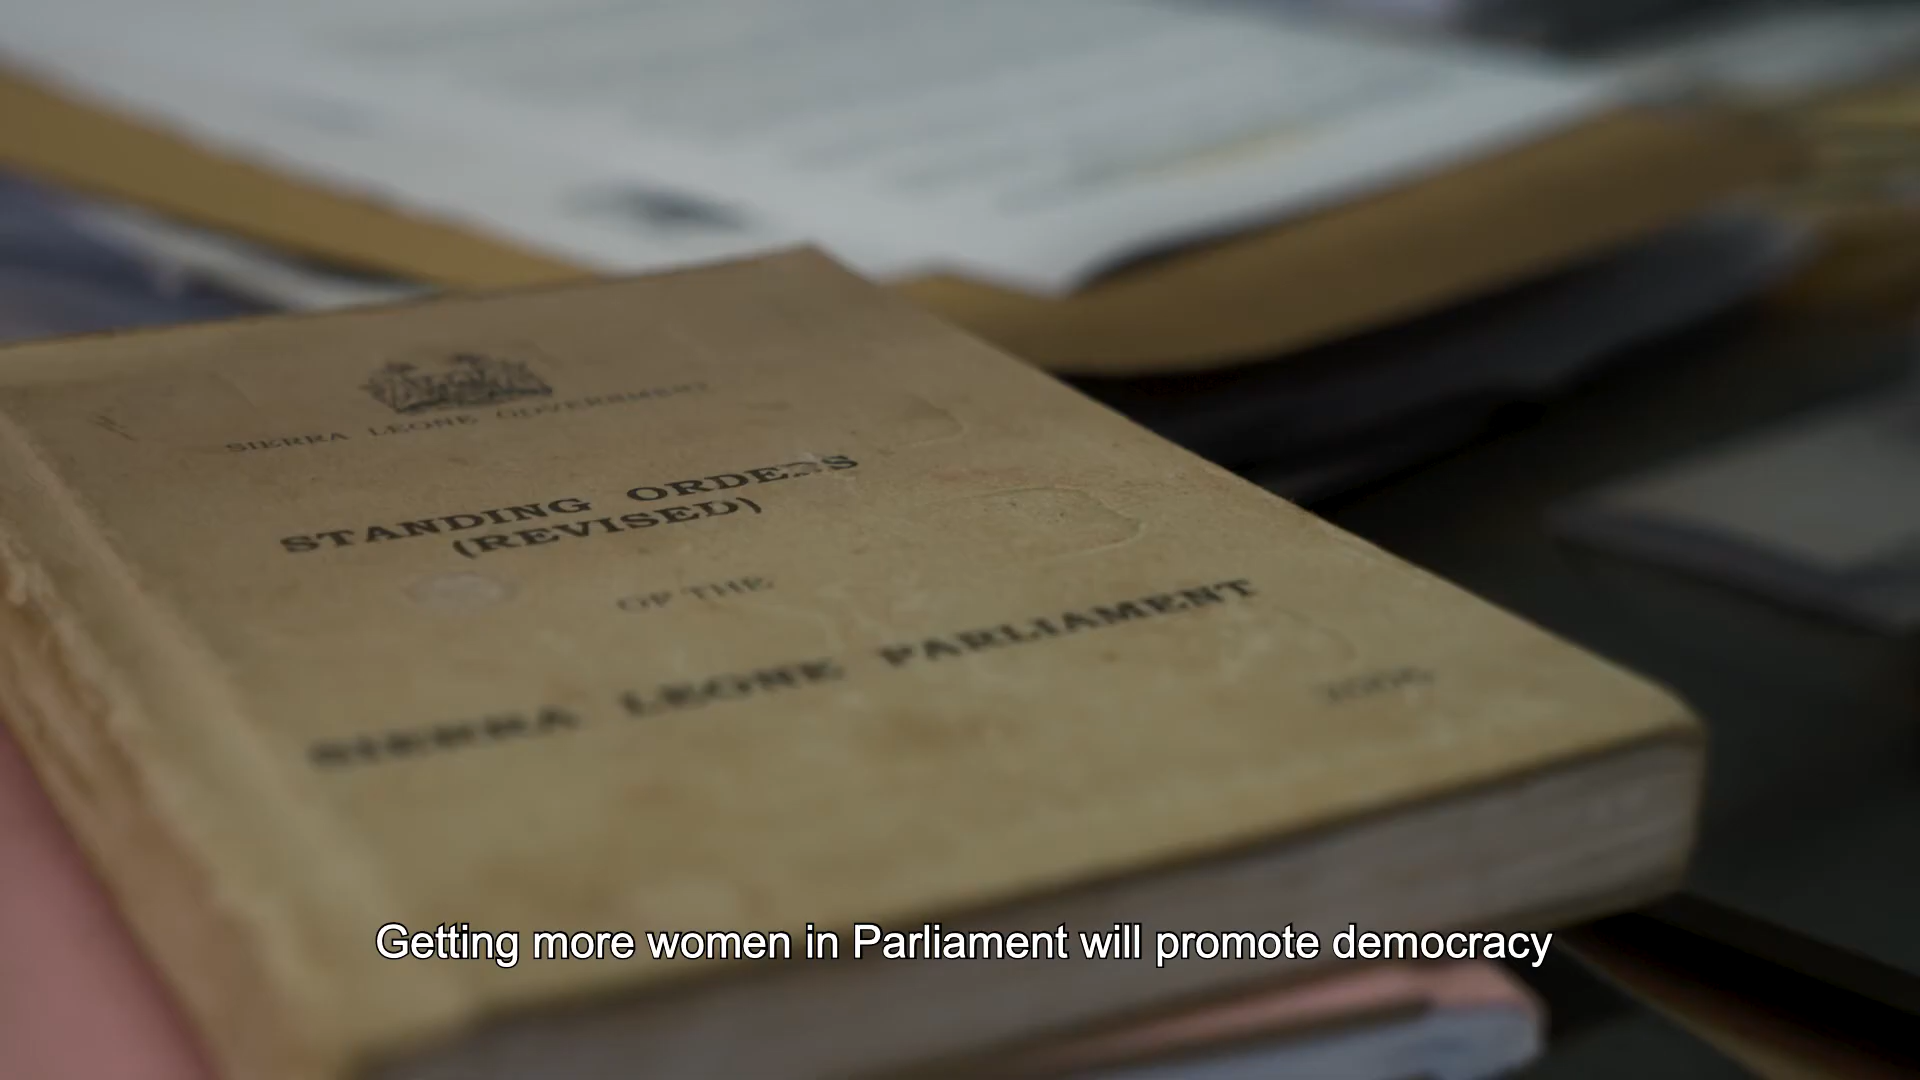 SIERRA LEONE GOVERNMENT
STANDING ORDERS
(REVISED)
OF THE
SIERRA LEONE PARLIAMENT
Getting more women in Parliament will promote democracy